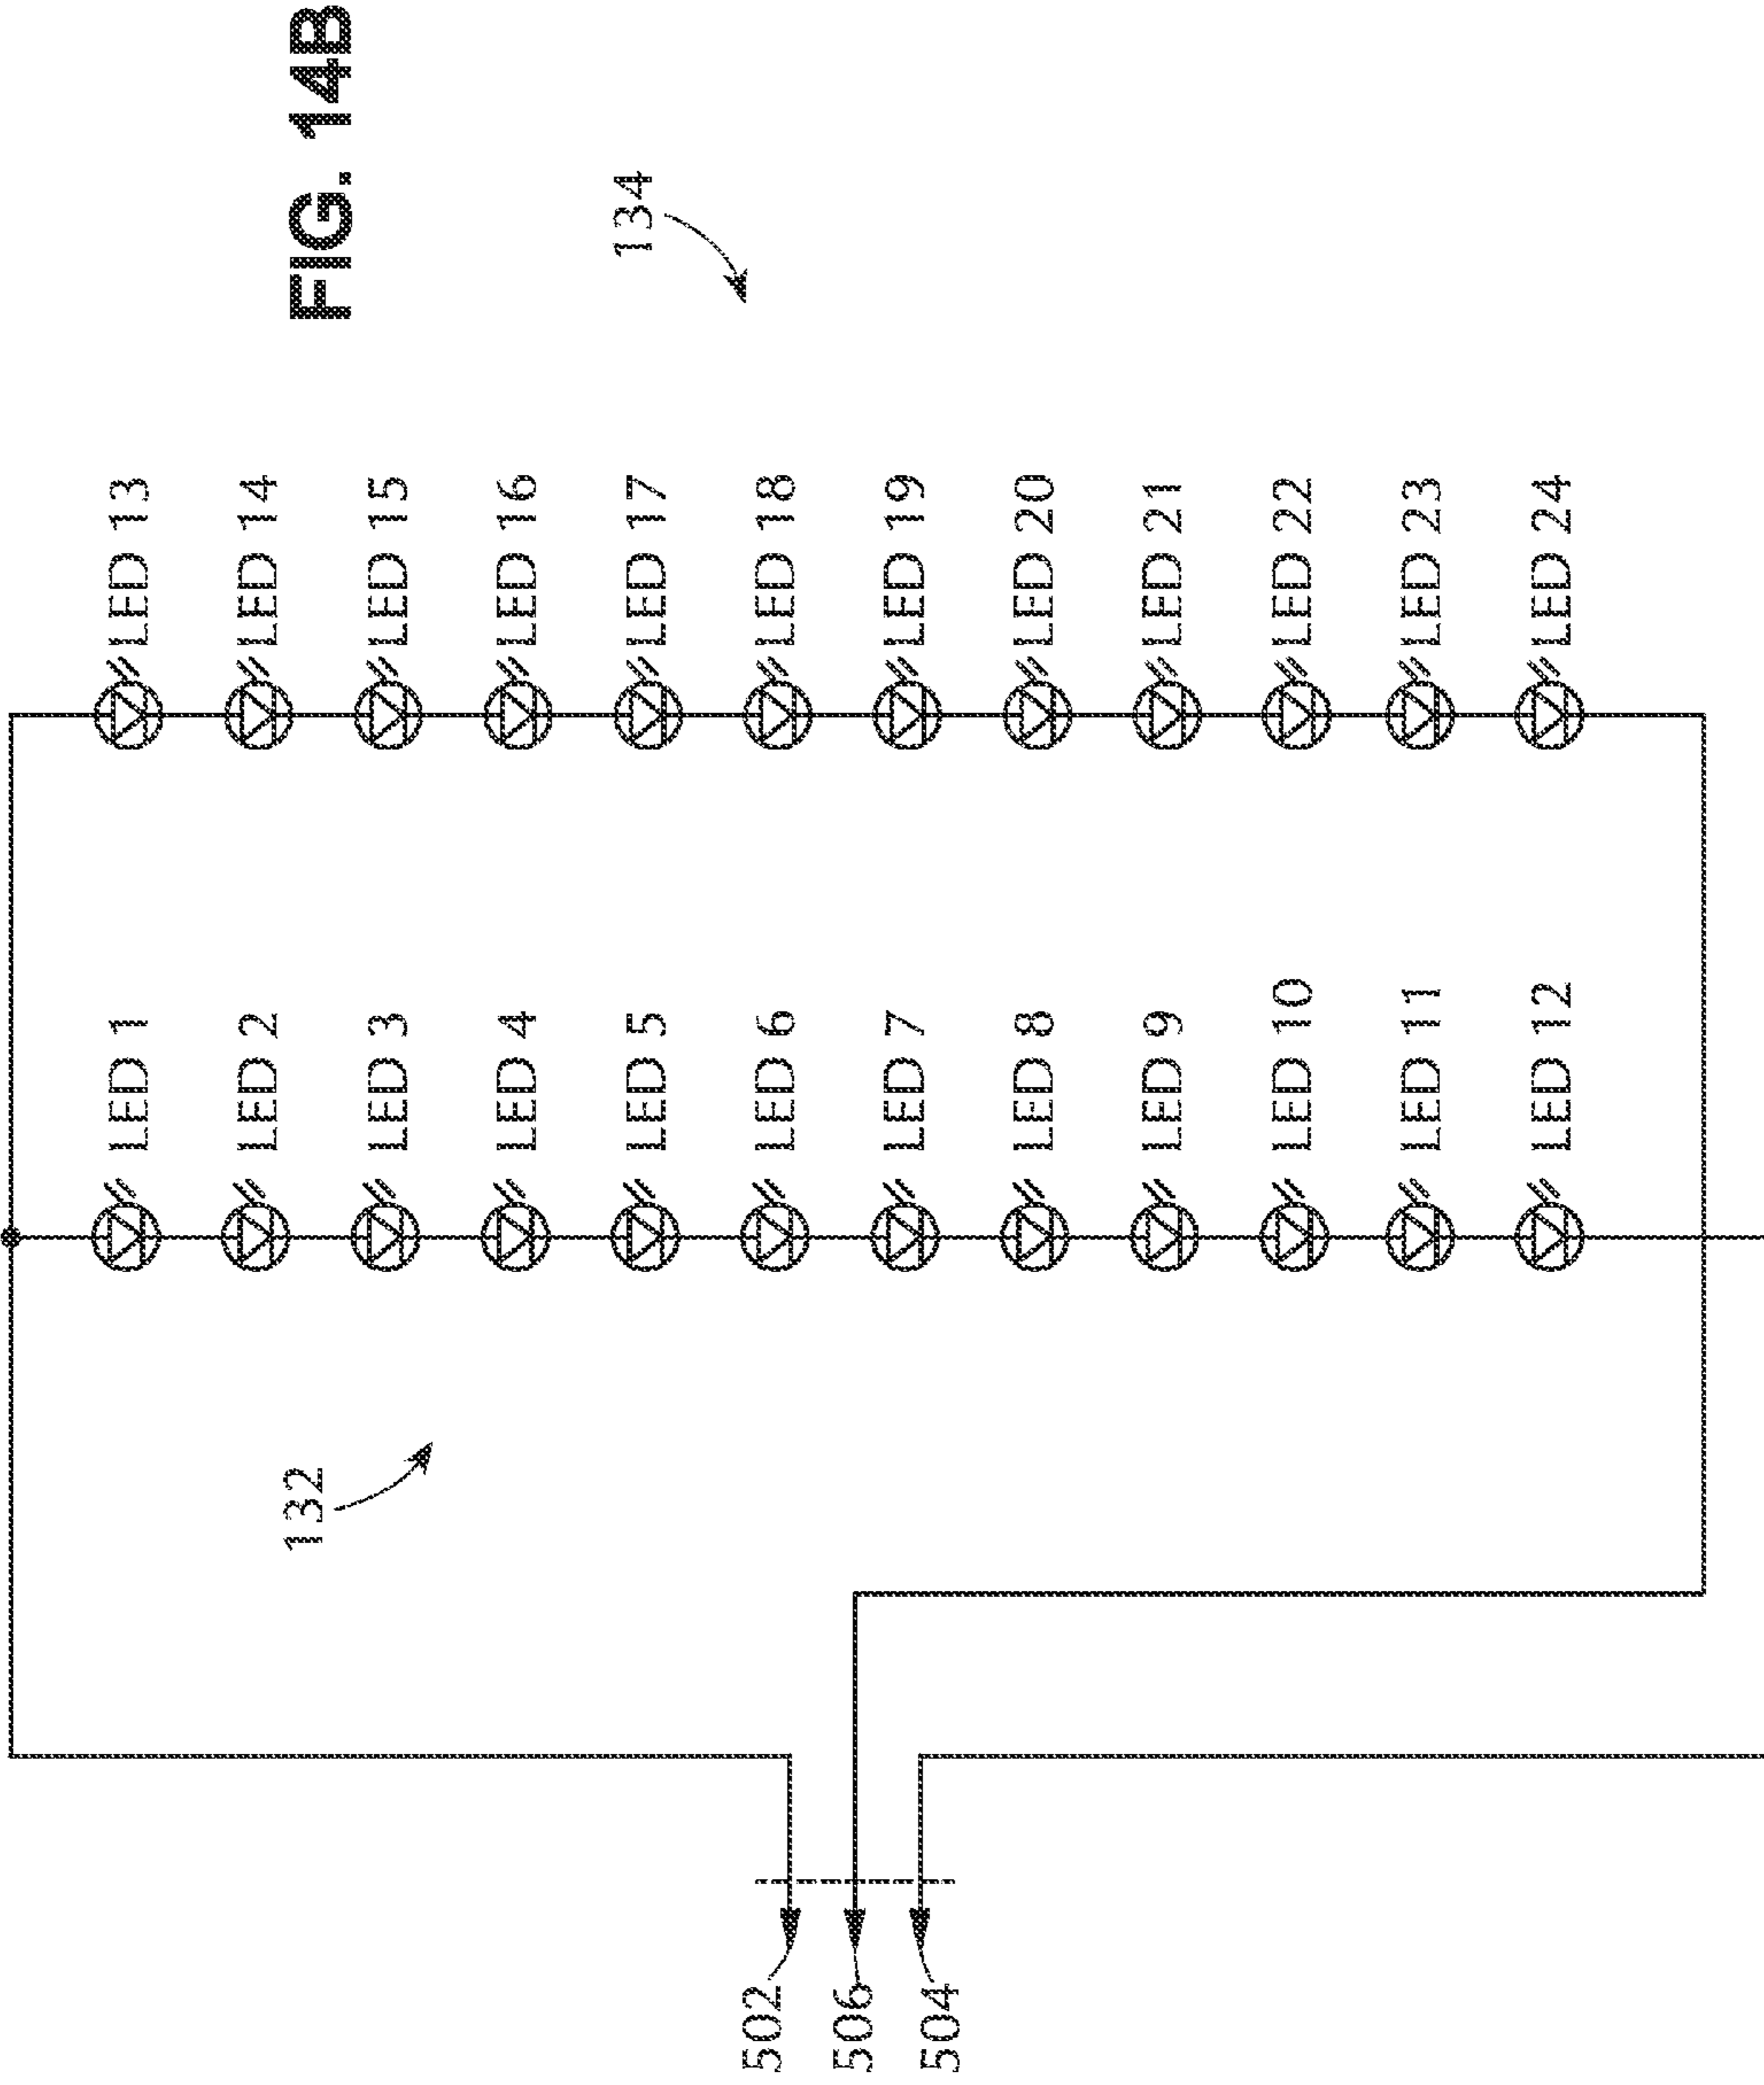 FIG. 14B
134
LED 13
LED 14
LED 15
LED 16
LED 17
LED 18
LED 19
LED 20
LED 21
LED 22
LED 23
LED 24
LED 1
LED 2
LED 3
LED 4
LED 5
LED 6
LED 7
LED 8
LED 9
LED 10
LED 11
LED 12
132
502
506
504